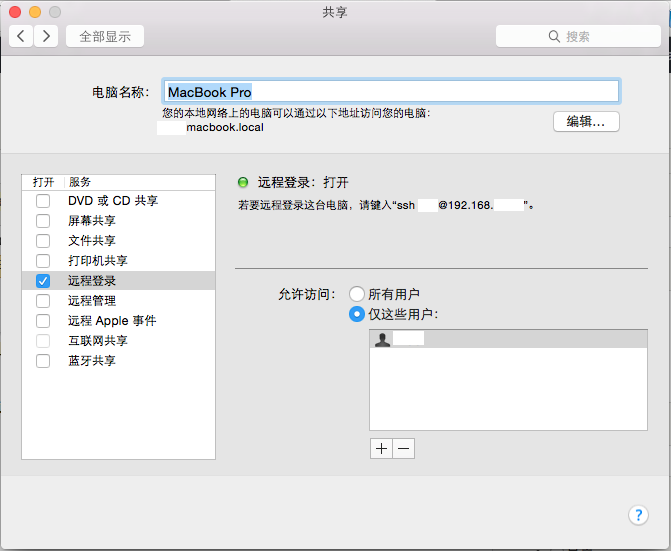 共享
全部显示
搜索
电脑名称：
MacBook Pro
您的本地网络上的电脑可以通过以下地址访问您的电脑：
macbook.local
编辑...
打开 服务
DVD 或 CD 共享
屏幕共享
文件共享
打印机共享
远程登录
远程管理
远程 Apple 事件
互联网共享
蓝牙共享
远程登录：打开
若要远程登录这台电脑，请键入“ssh @192.168. ”。
允许访问：
所有用户
仅这些用户：
?